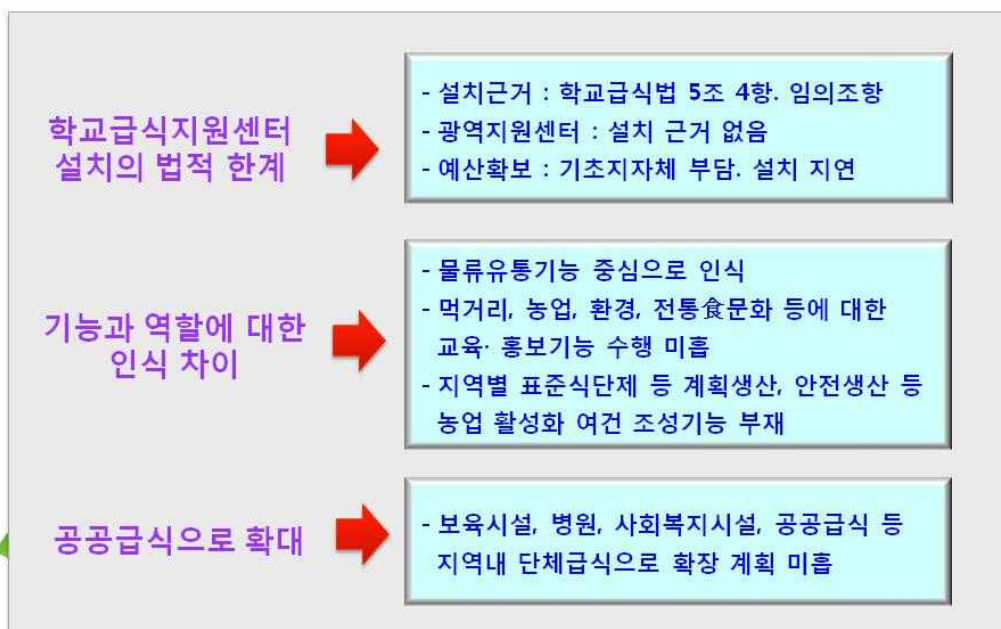 학교급식지원센터
설치의 법적 한계
- 설치근거 : 학교급식법 5조 4항. 임의조항
- 광역지원센터 : 설치 근거 없음
- 예산확보 : 기초지자체 부담. 설치 지연
기능과 역할에 대한
인식 차이
- 물류유통기능 중심으로 인식
- 먹거리, 농업, 환경, 전통食문화 등에 대한
교육· 홍보기능 수행 미흡
- 지역별 표준식단제 등 계획생산, 안전생산 등
농업 활성화 여건 조성기능 부재
공공급식으로 확대
- 보육시설, 병원, 사회복지시설, 공공급식 등
지역내 단체급식으로 확장 계획 미흡